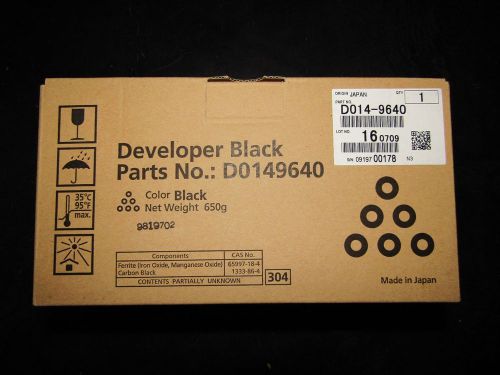 ORIGIN JAPAN QTY
PART NO.
D014-9640 1
LOT NO.
16 0709
09197 00178 N3
Developer Black
Parts No.: D0149640
Color Black
Net Weight 650g
9819702
35°C
95°F
max.
Components CAS No.
Ferrite (Iron Oxide, Manganese Oxide) 65997-18-4
Carbon Black 1333-86-4
CONTENTS PARTIALLY UNKNOWN
304
Made in Japan